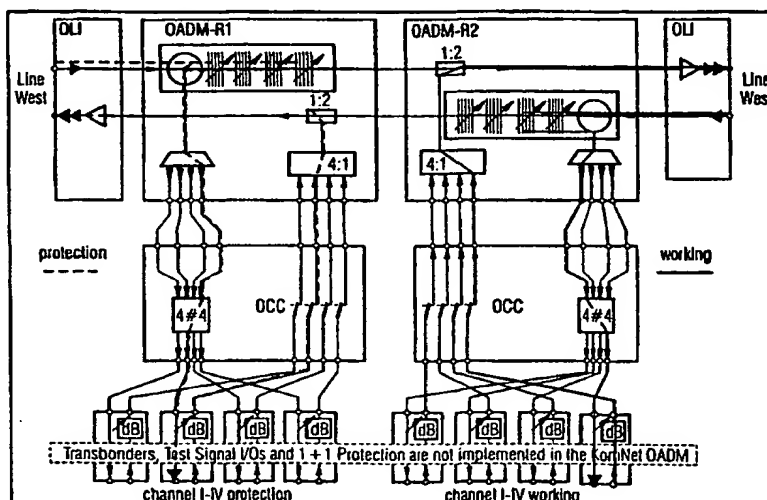 OLI
OADM-R1
OADM-R2
OLI
1:2
Line
West
Line
West
1:2
4:1
4:1
protection
working
4#4
OCC
OCC
4#4
dB
dB
dB
dB
dB
dB
dB
dB
Transbonders, Test Signal I/Os and 1 + 1 Protection are not implemented in the KomNet OADM
channel I-IV protection
channel I-IV working